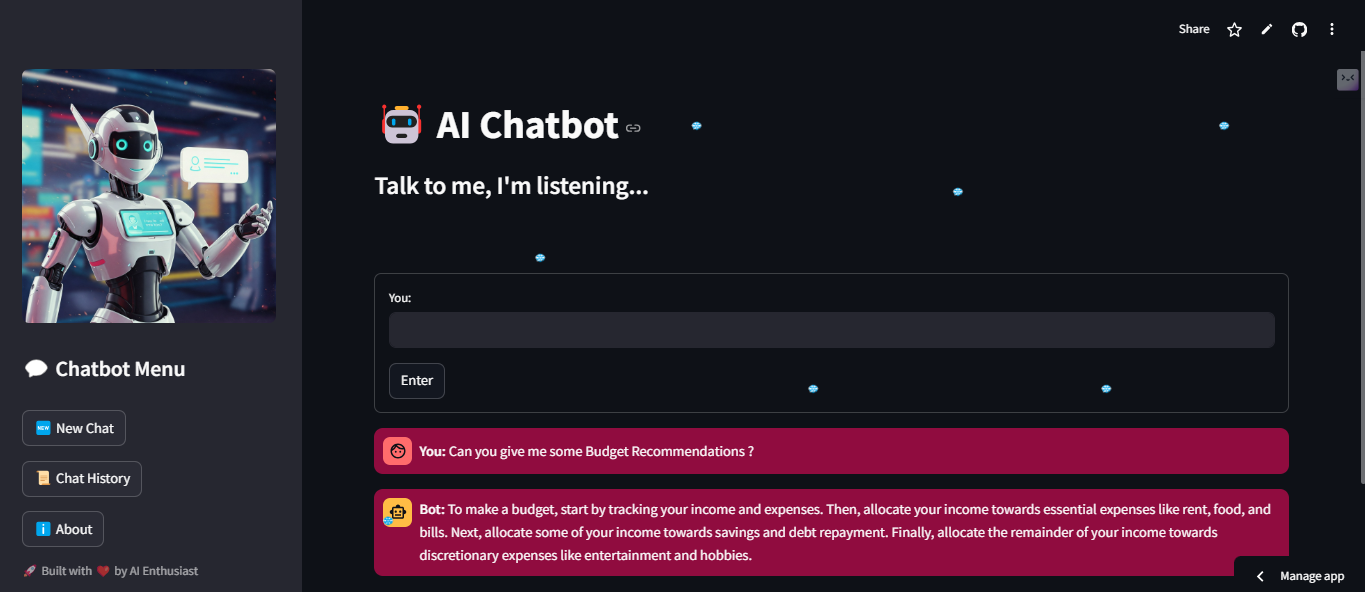 Share
AI Chatbot
Talk to me, I'm listening...
You:
Enter
Chatbot Menu
NEW New Chat
Chat History
About
Built with ❤️ by AI Enthusiast
You: Can you give me some Budget Recommendations ?
Bot: To make a budget, start by tracking your income and expenses. Then, allocate your income towards essential expenses like rent, food, and
bills. Next, allocate some of your income towards savings and debt repayment. Finally, allocate the remainder of your income towards
discretionary expenses like entertainment and hobbies.
Manage app